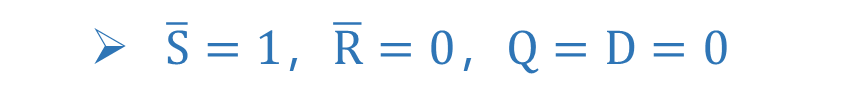 ➢ S̅ = 1, R̅ = 0, Q = D = 0